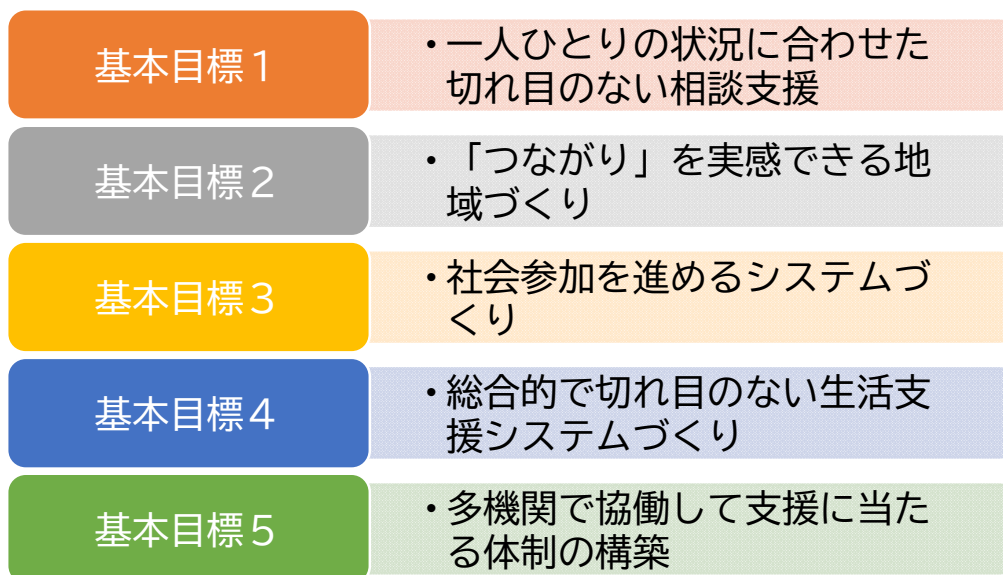 基本目標１
・一人ひとりの状況に合わせた
切れ目のない相談支援
基本目標２
・「つながり」を実感できる地
域づくり
基本目標３
・社会参加を進めるシステムづ
くり
基本目標４
・総合的で切れ目のない生活支
援システムづくり
基本目標５
・多機関で協働して支援に当た
る体制の構築